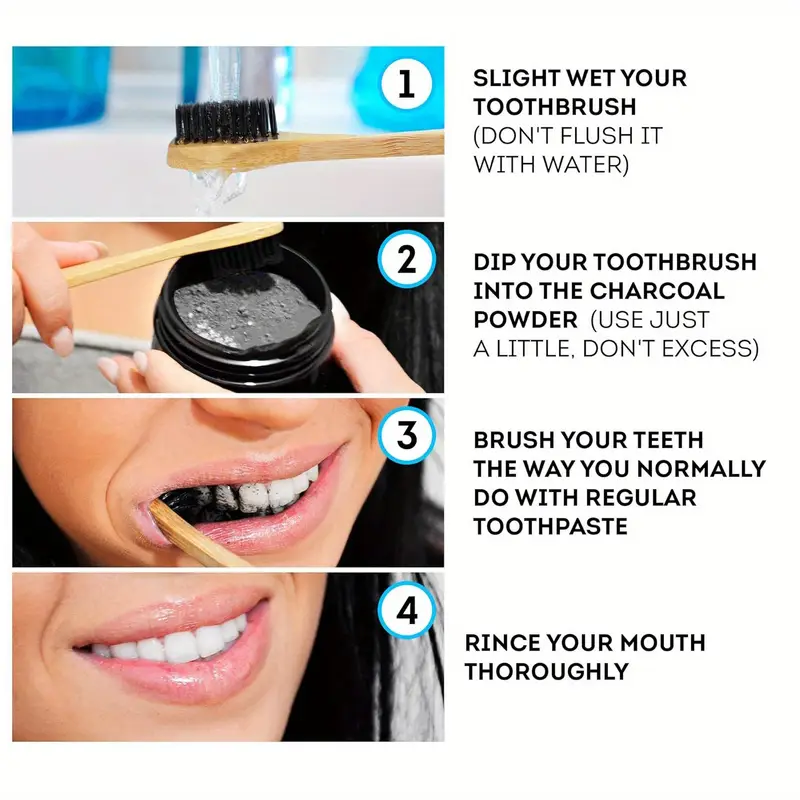 1
SLIGHT WET YOUR
TOOTHBRUSH
(DON'T FLUSH IT
WITH WATER)
2
DIP YOUR TOOTHBRUSH
INTO THE CHARCOAL
POWDER (USE JUST
A LITTLE, DON'T EXCESS)
3
BRUSH YOUR TEETH
THE WAY YOU NORMALLY
DO WITH REGULAR
TOOTHPASTE
4
RINCE YOUR MOUTH
THOROUGHLY